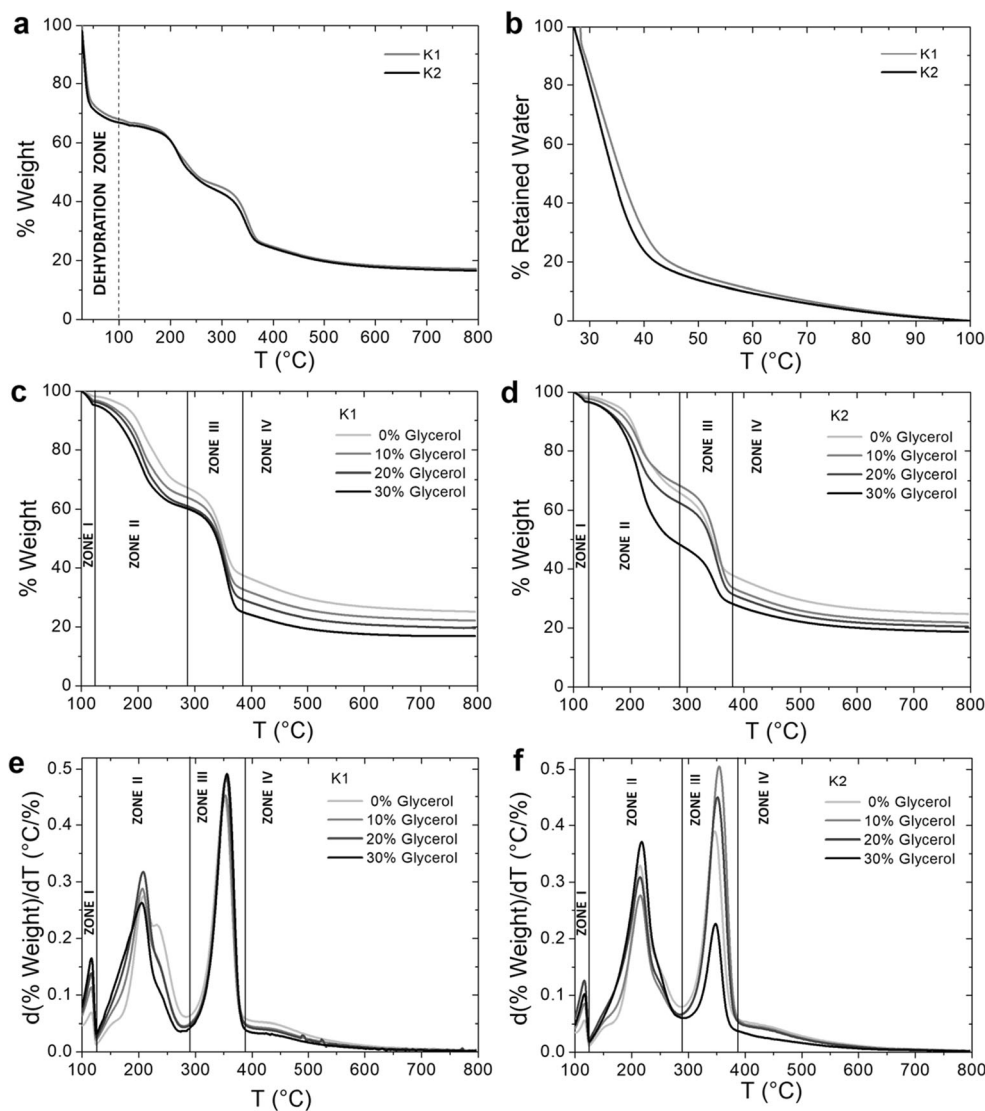 a
100
80
60
40
20
0
% Weight
DEHYDRATION ZONE
K1
K2
100 200 300 400 500 600 700 800
T (°C)
b
100
80
60
40
20
0
% Retained Water
K1
K2
30 40 50 60 70 80 90 100
T (°C)
c
100
80
60
40
20
0
% Weight
ZONE I
ZONE II
ZONE III
ZONE IV
K1
0% Glycerol
10% Glycerol
20% Glycerol
30% Glycerol
100 200 300 400 500 600 700 800
T (°C)
d
100
80
60
40
20
0
% Weight
ZONE I
ZONE II
ZONE III
ZONE IV
K2
0% Glycerol
10% Glycerol
20% Glycerol
30% Glycerol
100 200 300 400 500 600 700 800
T (°C)
e
0.5
0.4
0.3
0.2
0.1
0.0
d(% Weight)/dT (°C/%)
ZONE I
ZONE II
ZONE III
ZONE IV
K1
0% Glycerol
10% Glycerol
20% Glycerol
30% Glycerol
100 200 300 400 500 600 700 800
T (°C)
f
0.5
0.4
0.3
0.2
0.1
0.0
d(% Weight)/dT (°C/%)
ZONE I
ZONE II
ZONE III
ZONE IV
K2
0% Glycerol
10% Glycerol
20% Glycerol
30% Glycerol
100 200 300 400 500 600 700 800
T (°C)